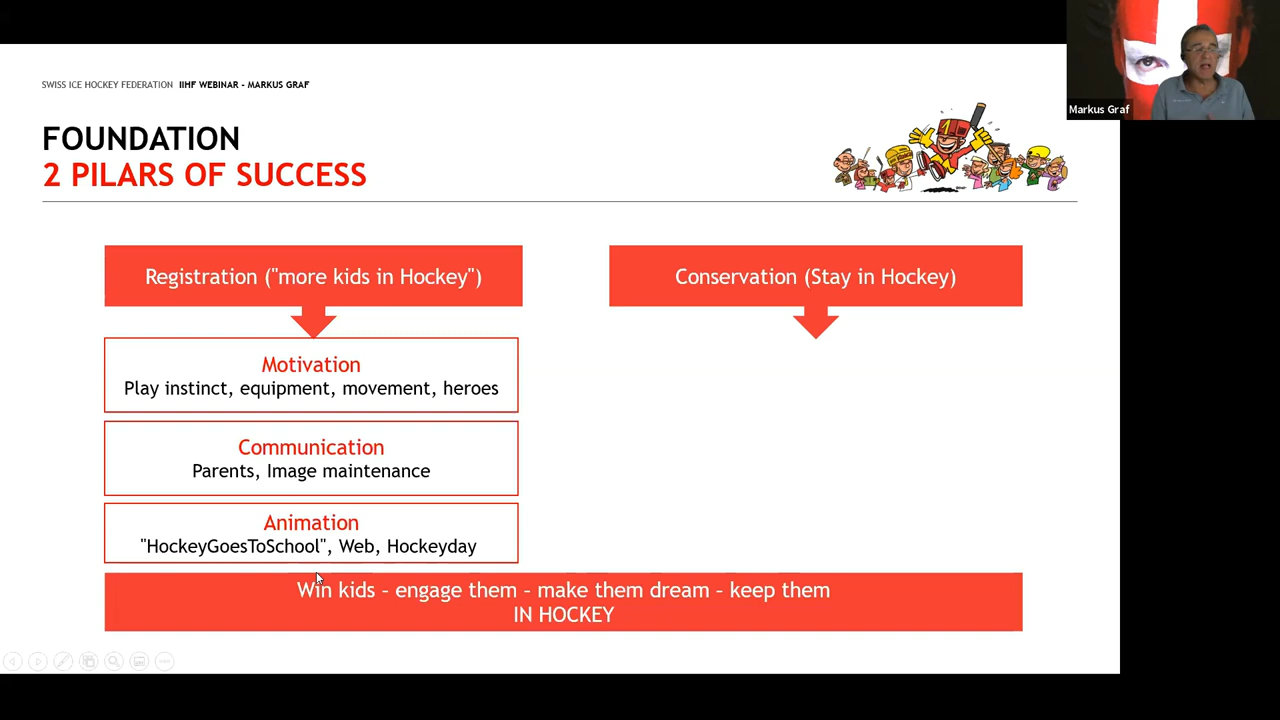 SWISS ICE HOCKEY FEDERATION IIHF WEBINAR - MARKUS GRAF
Markus Graf
FOUNDATION
2 PILARS OF SUCCESS
Registration ("more kids in Hockey")
Conservation (Stay in Hockey)
Motivation
Play instinct, equipment, movement, heroes
Communication
Parents, Image maintenance
Animation
"HockeyGoesToSchool", Web, Hockeyday
Win kids – engage them – make them dream – keep them
IN HOCKEY